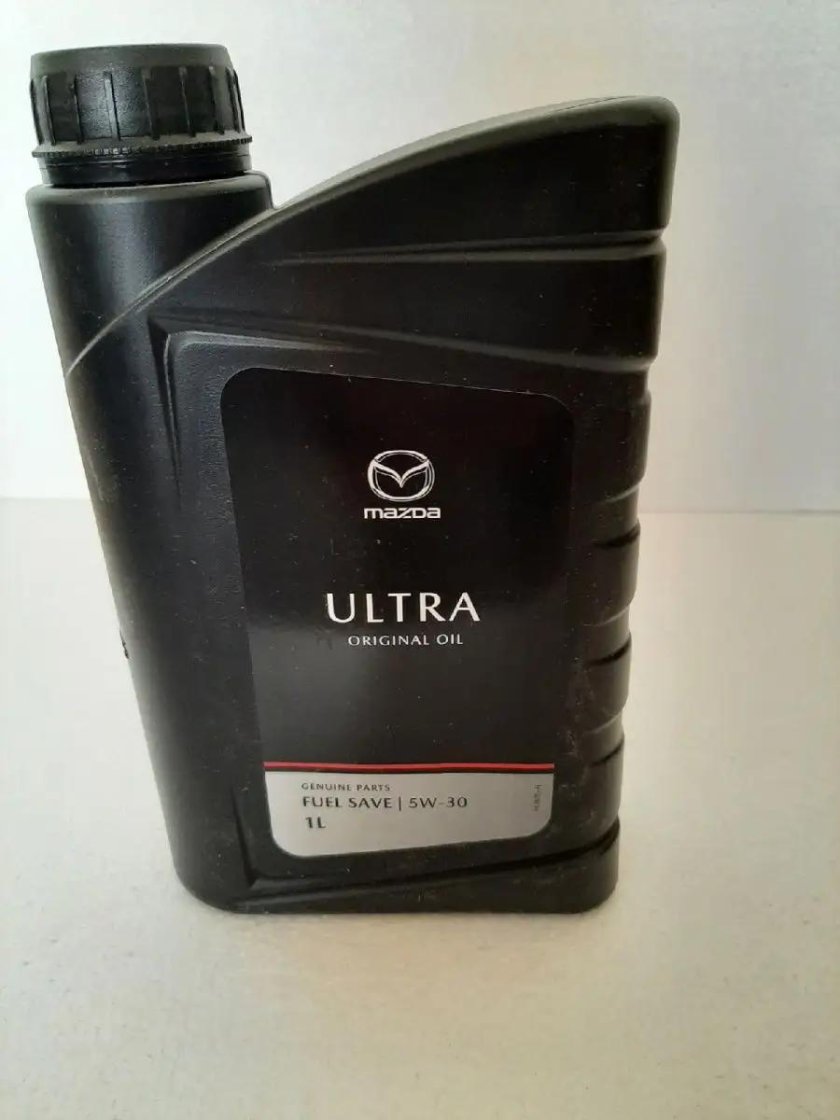 mazda
ULTRA
ORIGINAL OIL
GENUINE PARTS
FUEL SAVE | 5W-30
1L